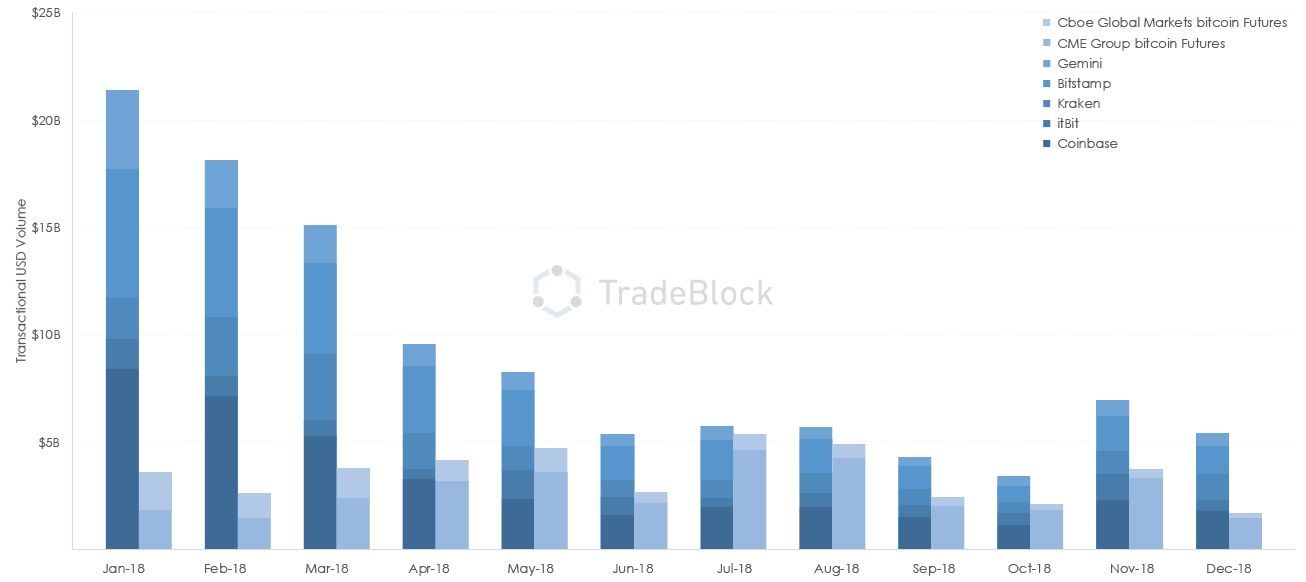 $25B
Cboe Global Markets bitcoin Futures
CME Group bitcoin Futures
Gemini
Bitstamp
Kraken
itBit
Coinbase
$20B
$15B
$10B
$5B
Transactional USD Volume
TradeBlock
Jan-18 Feb-18 Mar-18 Apr-18 May-18 Jun-18 Jul-18 Aug-18 Sep-18 Oct-18 Nov-18 Dec-18